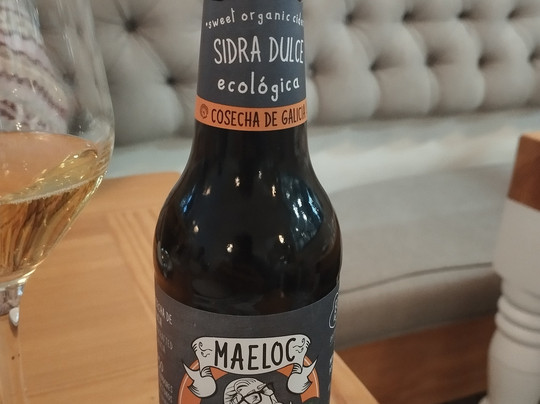 "sweet organic cider"
SIDRA DULCE
ecológica
COSECHA DE GALICIA
MAELOC